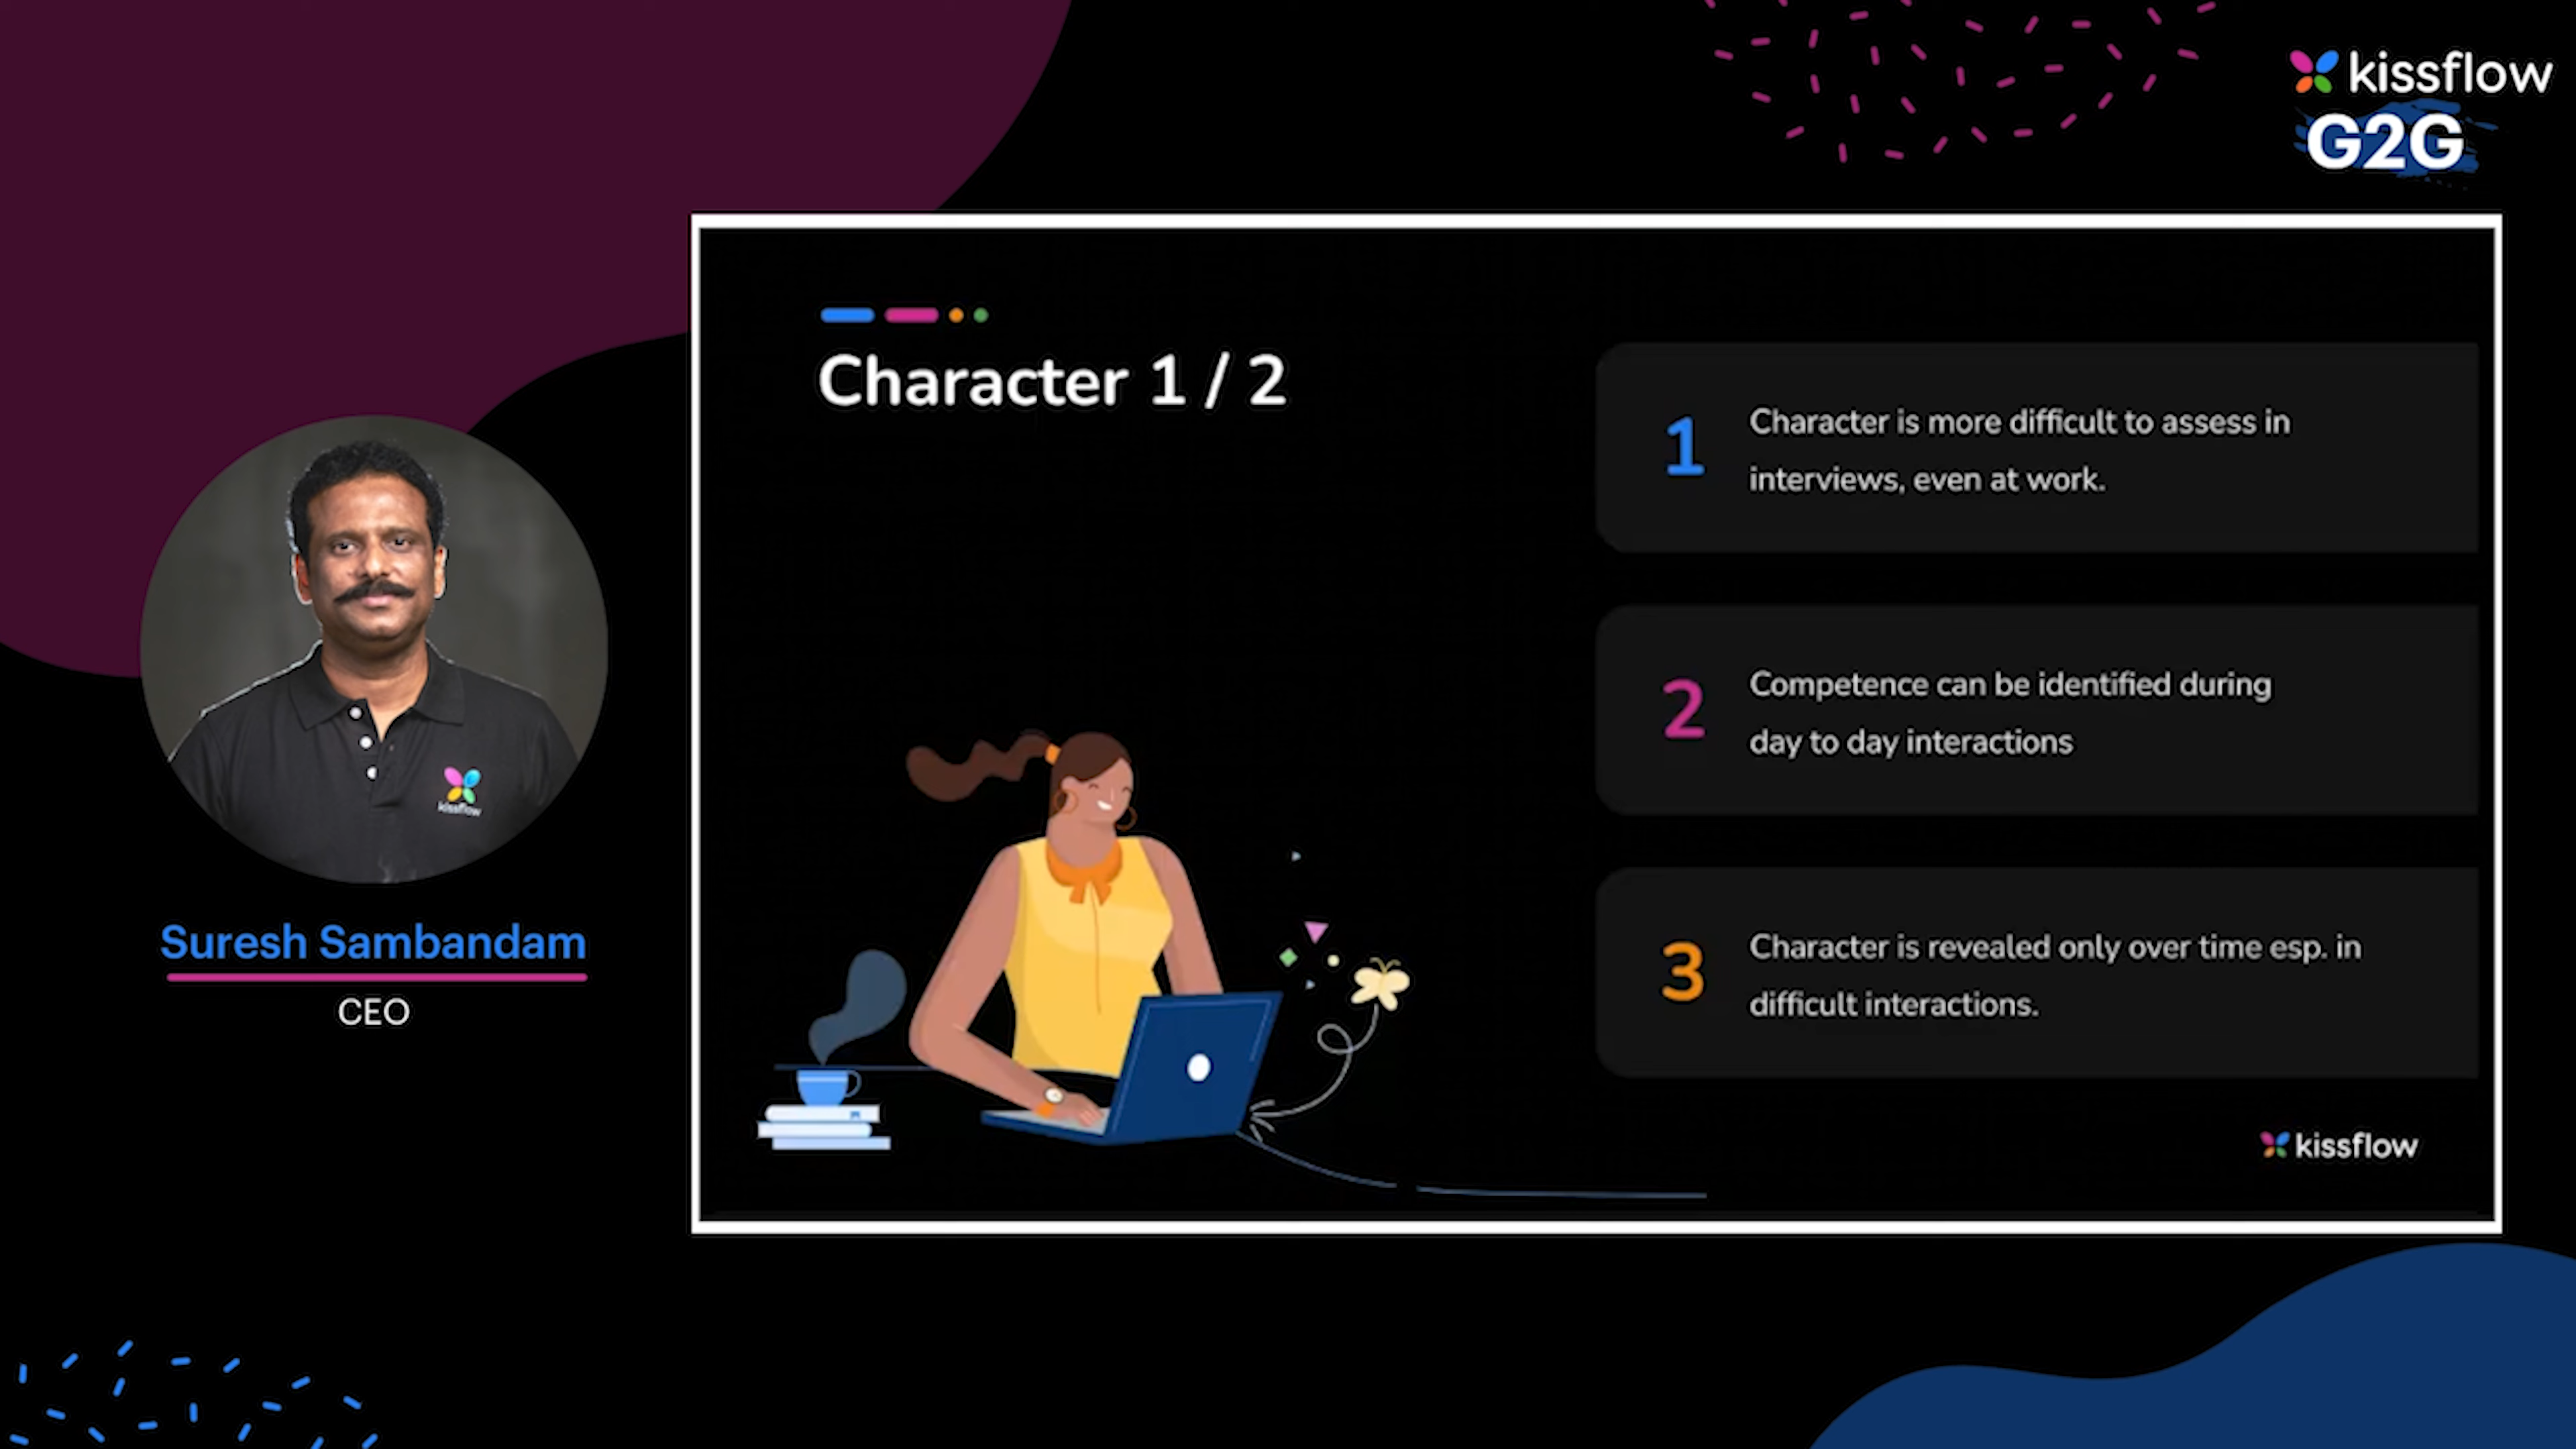 kissflow
G2G
Character 1 / 2
1
Character is more difficult to assess in
interviews, even at work.
2
Competence can be identified during
day to day interactions
3
Character is revealed only over time esp. in
difficult interactions.
kissflow
kissflow
Suresh Sambandam
CEO